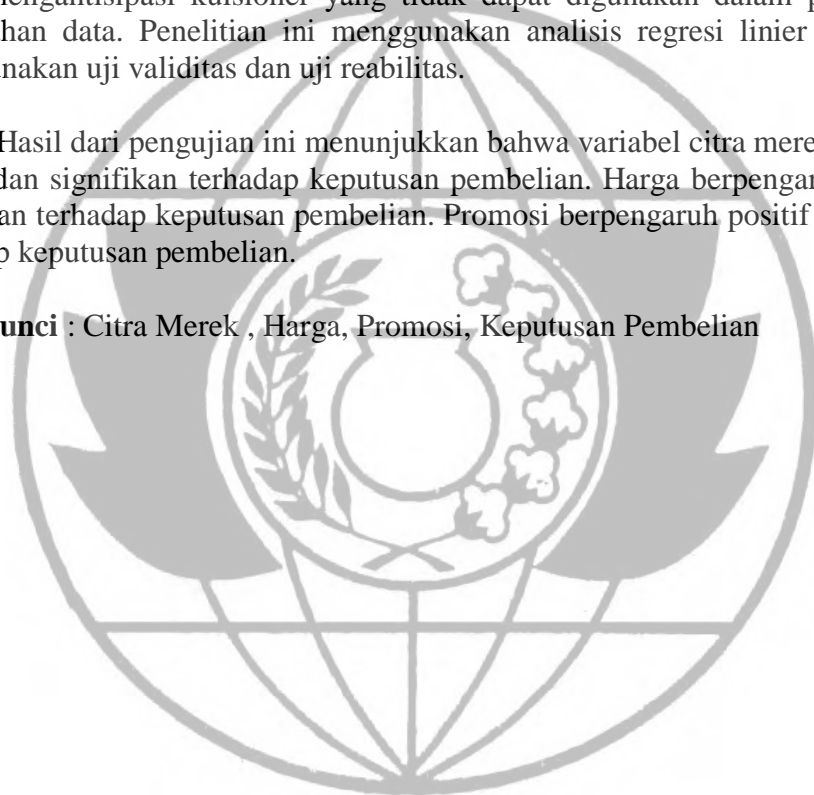 mengantisipasi kuisioner yang tidak dapat digunakan dalam
han data. Penelitian ini menggunakan analisis regresi linier
unakan uji validitas dan uji reabilitas.
Hasil dari pengujian ini menunjukkan bahwa variabel citra mere
dan signifikan terhadap keputusan pembelian. Harga berpengar
an terhadap keputusan pembelian. Promosi berpengaruh positif
p keputusan pembelian.
unci : Citra Merek , Harga, Promosi, Keputusan Pembelian